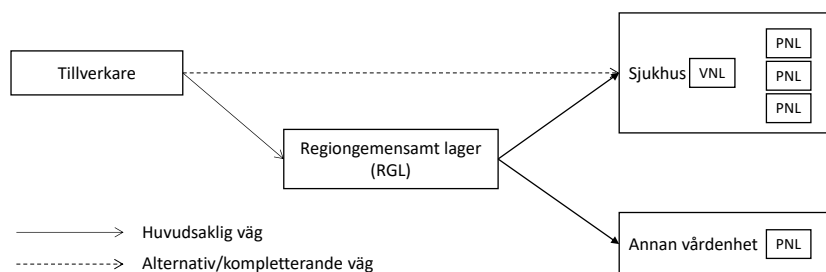 Tillverkare
Sjukhus
VNL
PNL
PNL
PNL
Regiongemensamt lager
(RGL)
Annan vårdenhet
PNL
Huvudsaklig väg
Alternativ/kompletterande väg